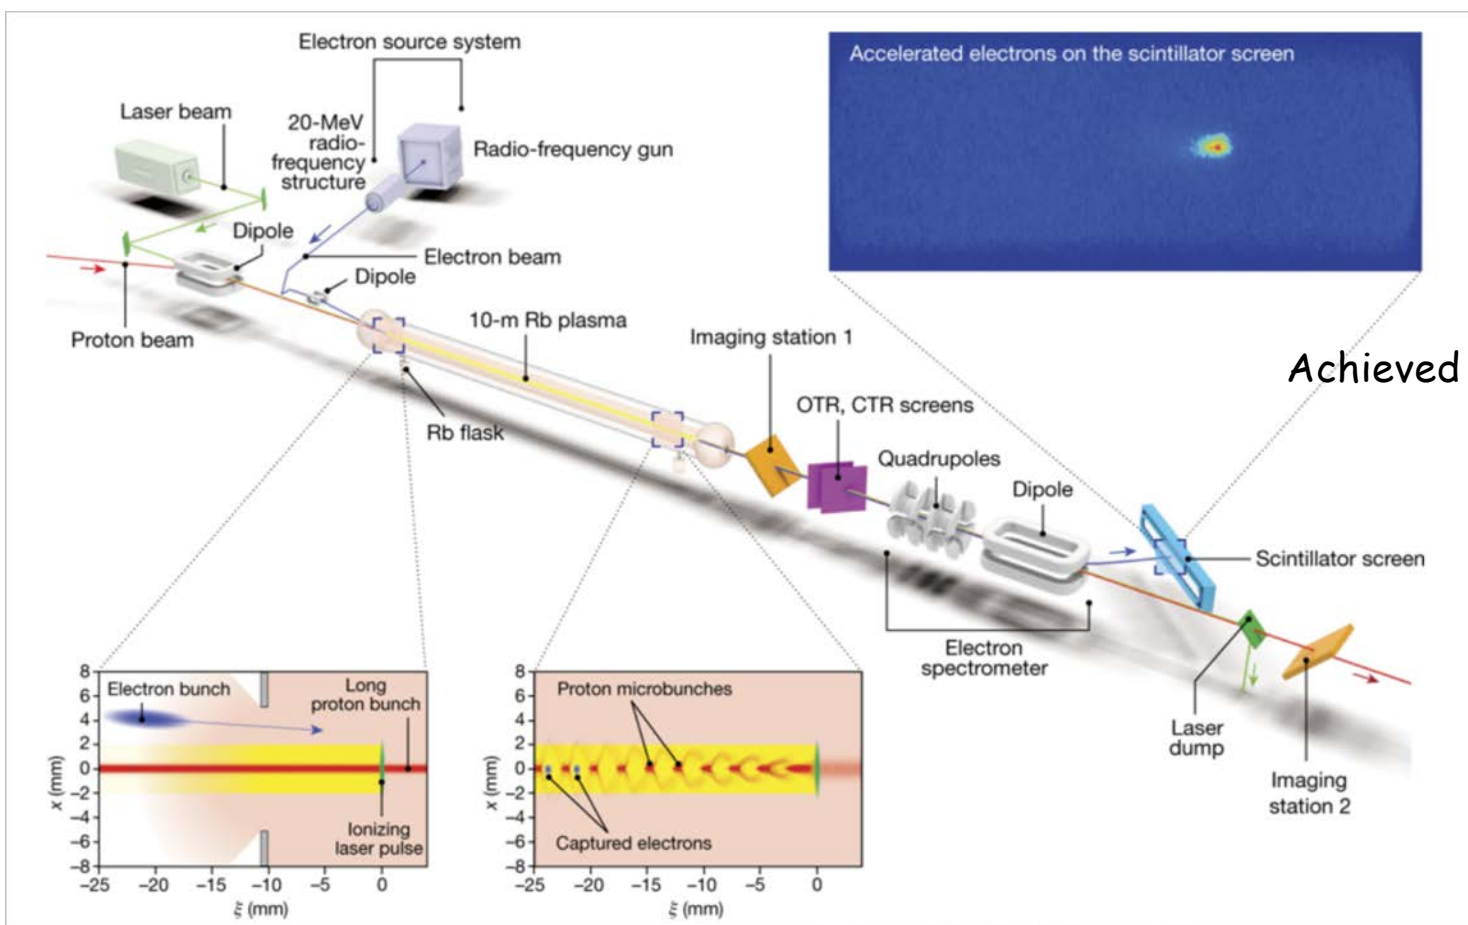 Electron source system
Accelerated electrons on the scintillator screen
Laser beam
20-MeV
radio-
frequency
structure
Radio-frequency gun
Dipole
Electron beam
Dipole
Proton beam
10-m Rb plasma
Imaging station 1
Achieved
Rb flask
OTR, CTR screens
Quadrupoles
Dipole
Scintillator screen
Electron
spectrometer
Laser
dump
Imaging
station 2
8
6
4
2
0
–2
–4
–6
–8
x (mm)
Electron bunch
Long
proton bunch
Ionizing
laser pulse
–25
–20
–15
–10
–5
0
ξ (mm)
8
6
4
2
0
–2
–4
–6
–8
x (mm)
Proton microbunches
Captured electrons
–25
–20
–15
–10
–5
0
ξ (mm)